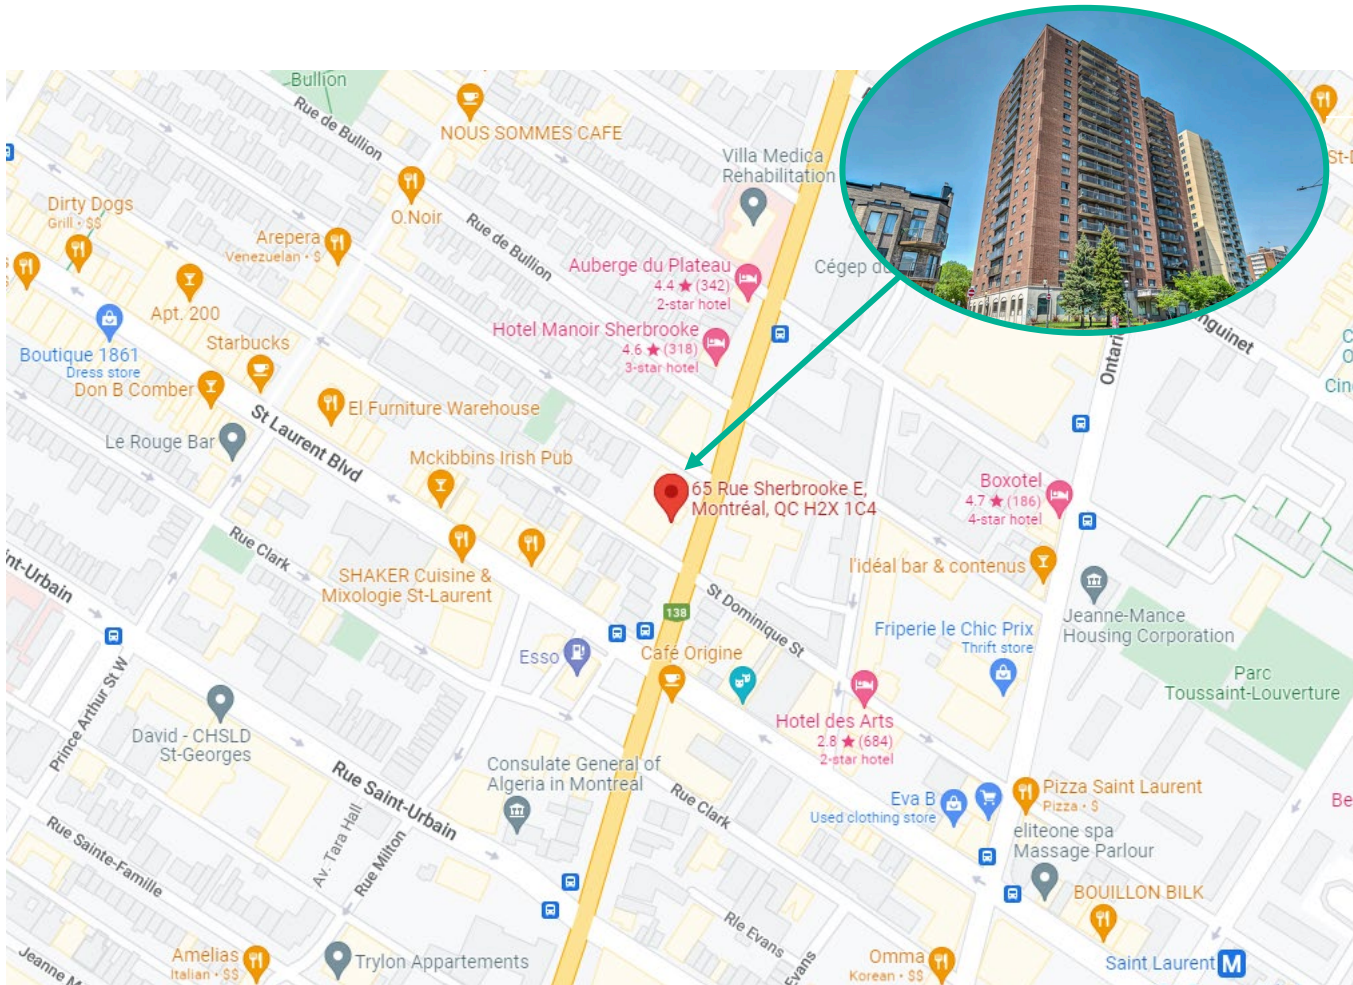 Bullion
Rue de Bullion
NOUS SOMMES CAFE
Villa Medica
Rehabilitation
Dirty Dogs
Grill · $$
O.Noir
Arepera
Venezuelan · $
Rue de Bullion
Auberge du Plateau
4.4 ★ (342)
2-star hotel
Cégep du
Apt. 200
Hotel Manoir Sherbrooke
4.6 ★ (318)
3-star hotel
Starbucks
Boutique 1861
Dress store
Don B Comber
El Furniture Warehouse
St Laurent Blvd
Le Rouge Bar
Mckibbins Irish Pub
65 Rue Sherbrooke E,
Montréal, QC H2X 1C4
Boxotel
4.7 ★ (186)
4-star hotel
Rue Clark
SHAKER Cuisine &
Mixologie St-Laurent
l'idéal bar & contenus
138
St Dominique St
Jeanne-Mance
Housing Corporation
Friperie le Chic Prix
Thrift store
Esso
Café Origine
Parc
Toussaint-Louverture
Prince Arthur St W
David - CHSLD
St-Georges
Hotel des Arts
2.8 ★ (684)
2-star hotel
Consulate General of
Algeria in Montreal
Rue Saint-Urbain
Rue Clark
Eva B
Used clothing store
Pizza Saint Laurent
Pizza · $
eliteone spa
Massage Parlour
Rue Sainte-Famille
Av. Tara Hall
Rue Milton
BOUILLON BILK
Rle Evans
Evans
Amelias
Italian · $$
Trylon Appartements
Omma
Korean · $$
Saint Laurent M